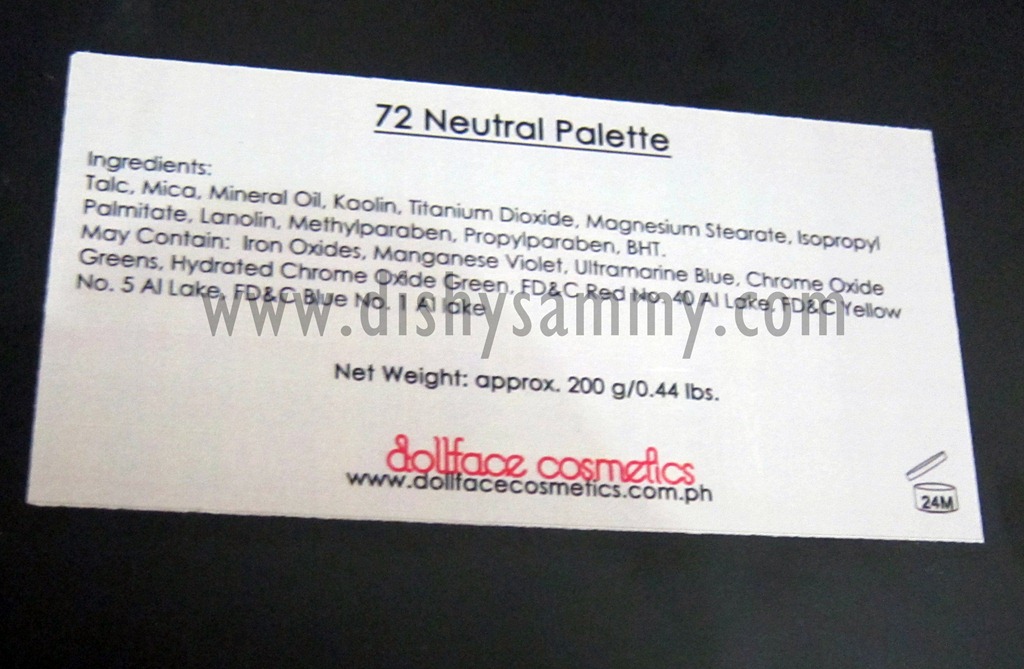 72 Neutral Palette
Ingredients:
Talc, Mica, Mineral Oil, Kaolin, Titanium Dioxide, Magnesium Stearate, Isopropyl
Palmitate, Lanolin, Methylparaben, Propylparaben, BHT.
May Contain: Iron Oxides, Manganese Violet, Ultramarine Blue, Chrome Oxide
Greens, Hydrated Chrome Oxide Green, FD&C Red No. 40 Al Lake, FD&C Yellow
No. 5 Al Lake, FD&C Blue No. 1 Al lake
www.dishysammy.com
Net Weight: approx. 200 g/0.44 lbs.
dollface cosmetics
www.dollfacecosmetics.com.ph
24M